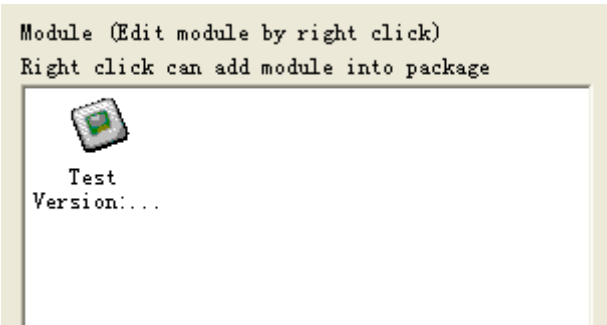 Module (Edit module by right click)
Right click can add module into package
Test
Version:...